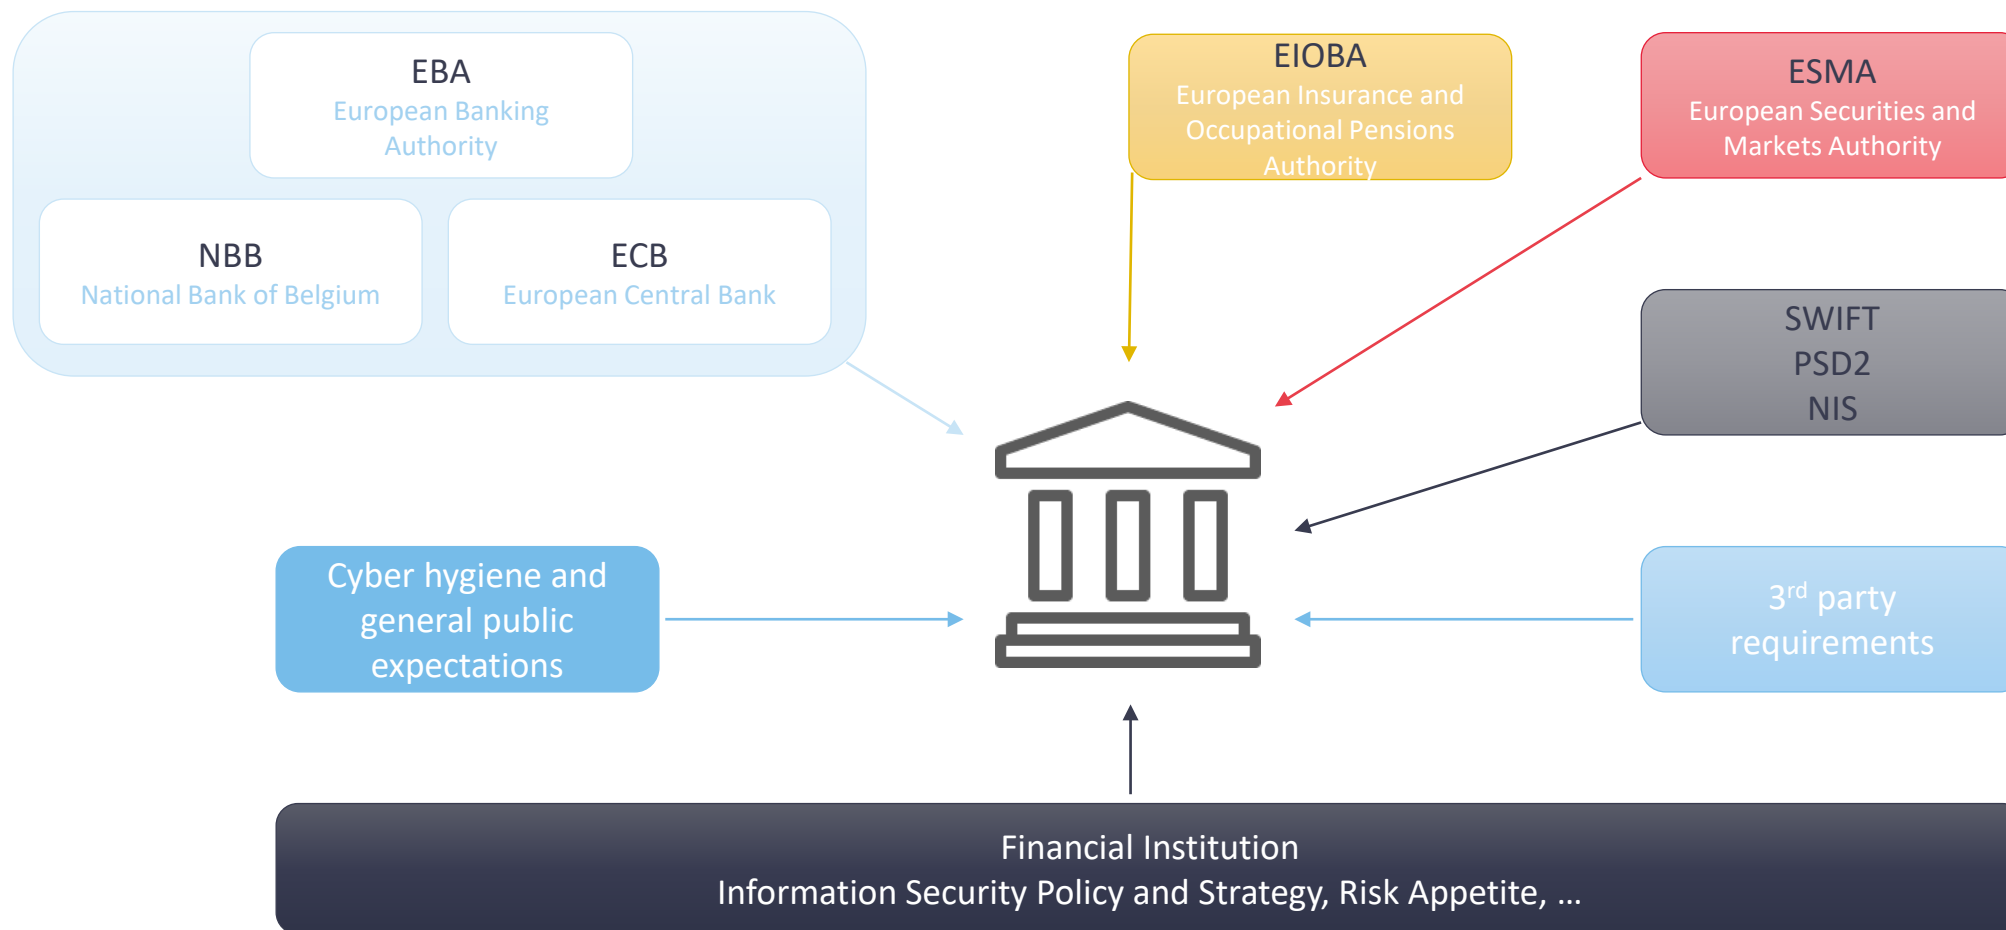 EBA
European Banking
Authority
NBB
National Bank of Belgium
ECB
European Central Bank
EIOBA
European Insurance and
Occupational Pensions
Authority
ESMA
European Securities and
Markets Authority
SWIFT
PSD2
NIS
Cyber hygiene and
general public
expectations
3rd party
requirements
Financial Institution
Information Security Policy and Strategy, Risk Appetite, …